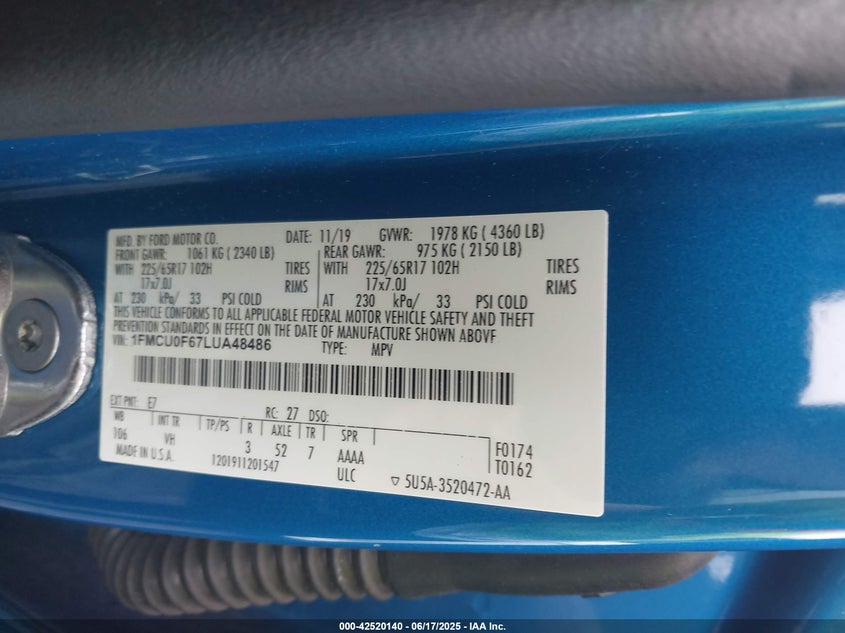 MFD. BY FORD MOTOR CO. DATE: 11/19 GVWR: 1978 KG ( 4360 LB)
FRONT GAWR: 1061 KG ( 2340 LB) REAR GAWR: 975 KG ( 2150 LB)
WITH 225/65R17 102H TIRES WITH 225/65R17 102H TIRES
17x7.0J RIMS 17x7.0J RIMS
AT 230 kPa/ 33 PSI COLD AT 230 kPa/ 33 PSI COLD
THIS VEHICLE CONFORMS TO ALL APPLICABLE FEDERAL MOTOR VEHICLE SAFETY AND THEFT
PREVENTION STANDARDS IN EFFECT ON THE DATE OF MANUFACTURE SHOWN ABOVE
VIN: 1FMCU0F67LUA48486 TYPE: MPV
EXT PNT: E7 RC: 27 DSO:
WB INT TR TP/PS R AXLE TR SPR F0174
106 VH 3 52 7 AAAA T0162
MADE IN U.S.A. 1201911201547 ULC ▽ 5U5A-3520472-AA
000-42520140 - 06/17/2025 - IAA Inc.